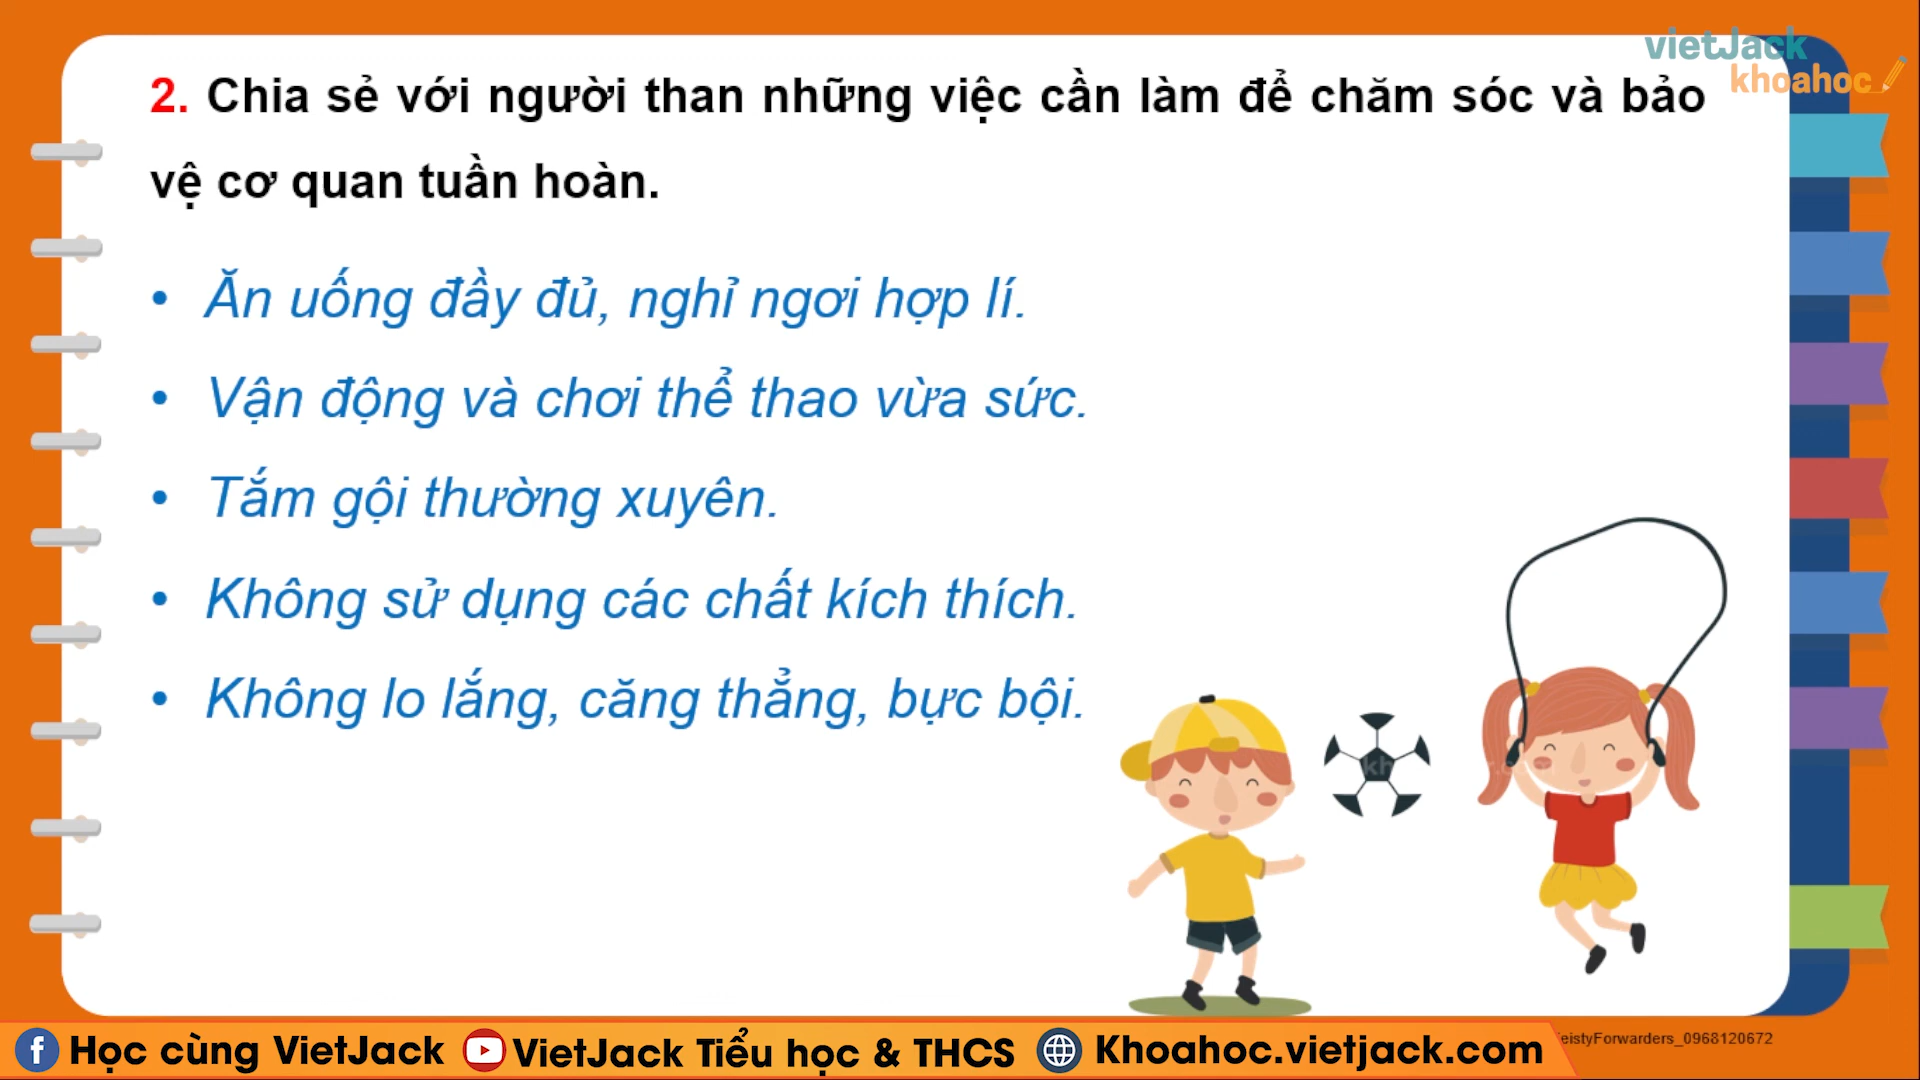 vietJack
khoahoc
2. Chia sẻ với người than những việc cần làm để chăm sóc và bảo
vệ cơ quan tuần hoàn.
• Ăn uống đầy đủ, nghỉ ngơi hợp lí.
• Vận động và chơi thể thao vừa sức.
• Tắm gội thường xuyên.
• Không sử dụng các chất kích thích.
• Không lo lắng, căng thẳng, bực bội.
Học cùng VietJack VietJack Tiểu học & THCS Khoahoc.vietjack.com eistyForwarders_0968120672